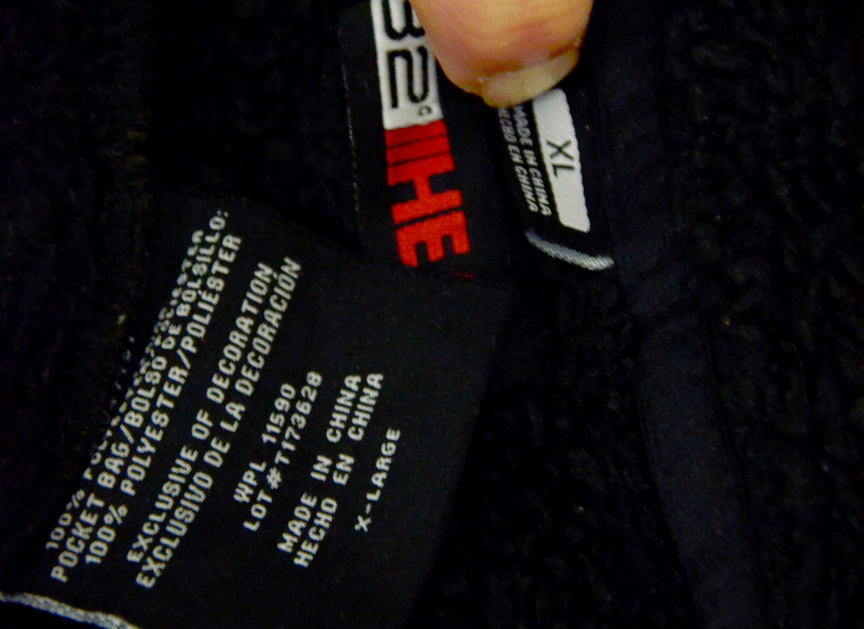 32°
HE
XL
MADE IN CHINA
HECHO EN CHINA
100%
POCKET BAG/BOLSO DE BOLSILLO:
100% POLYESTER/POLIÉSTER
EXCLUSIVE OF DECORATION
EXCLUSIVO DE LA DECORACIÓN
WPL 11590
LOT#T173628
MADE IN CHINA
HECHO EN CHINA
X-LARGE